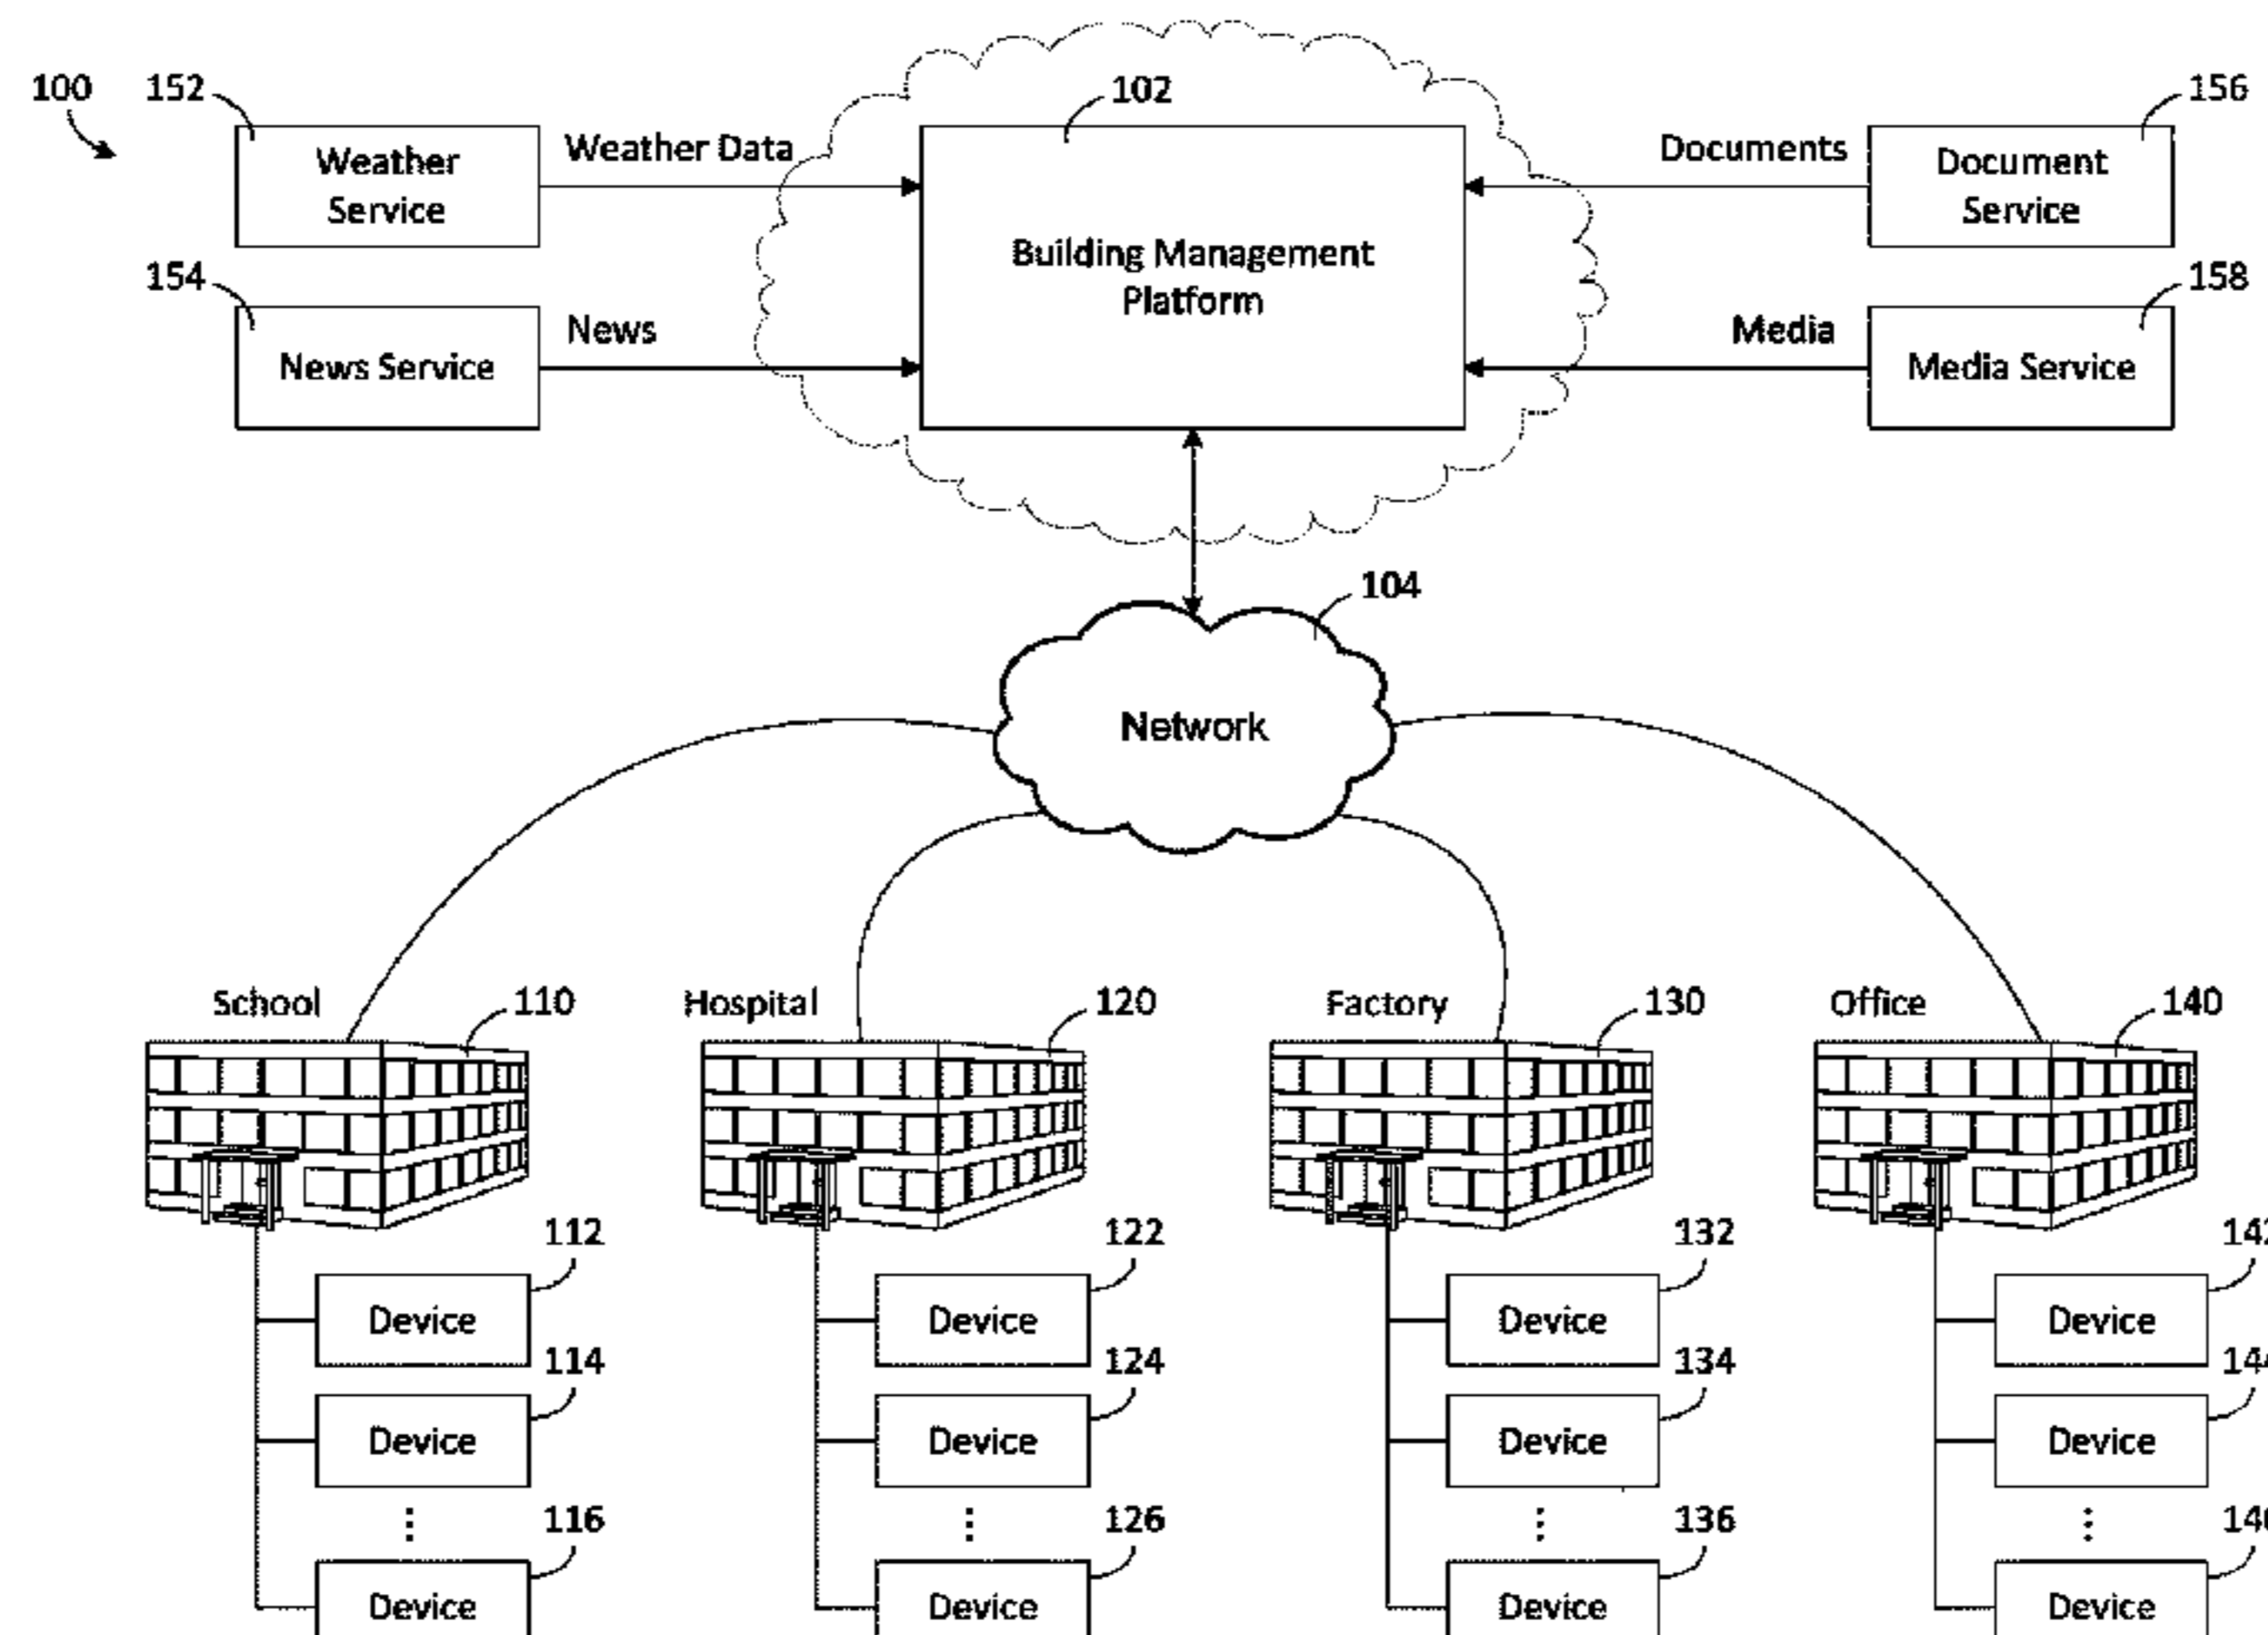 100
152
102
156
Weather Data
Documents
Weather
Service
Document
Service
Building Management
Platform
154
158
News
Media
News Service
Media Service
104
Network
School
110
Hospital
120
Factory
130
Office
140
112
122
132
Device
Device
Device
Device
114
124
134
Device
Device
Device
Device
116
126
136
Device
Device
Device
Device